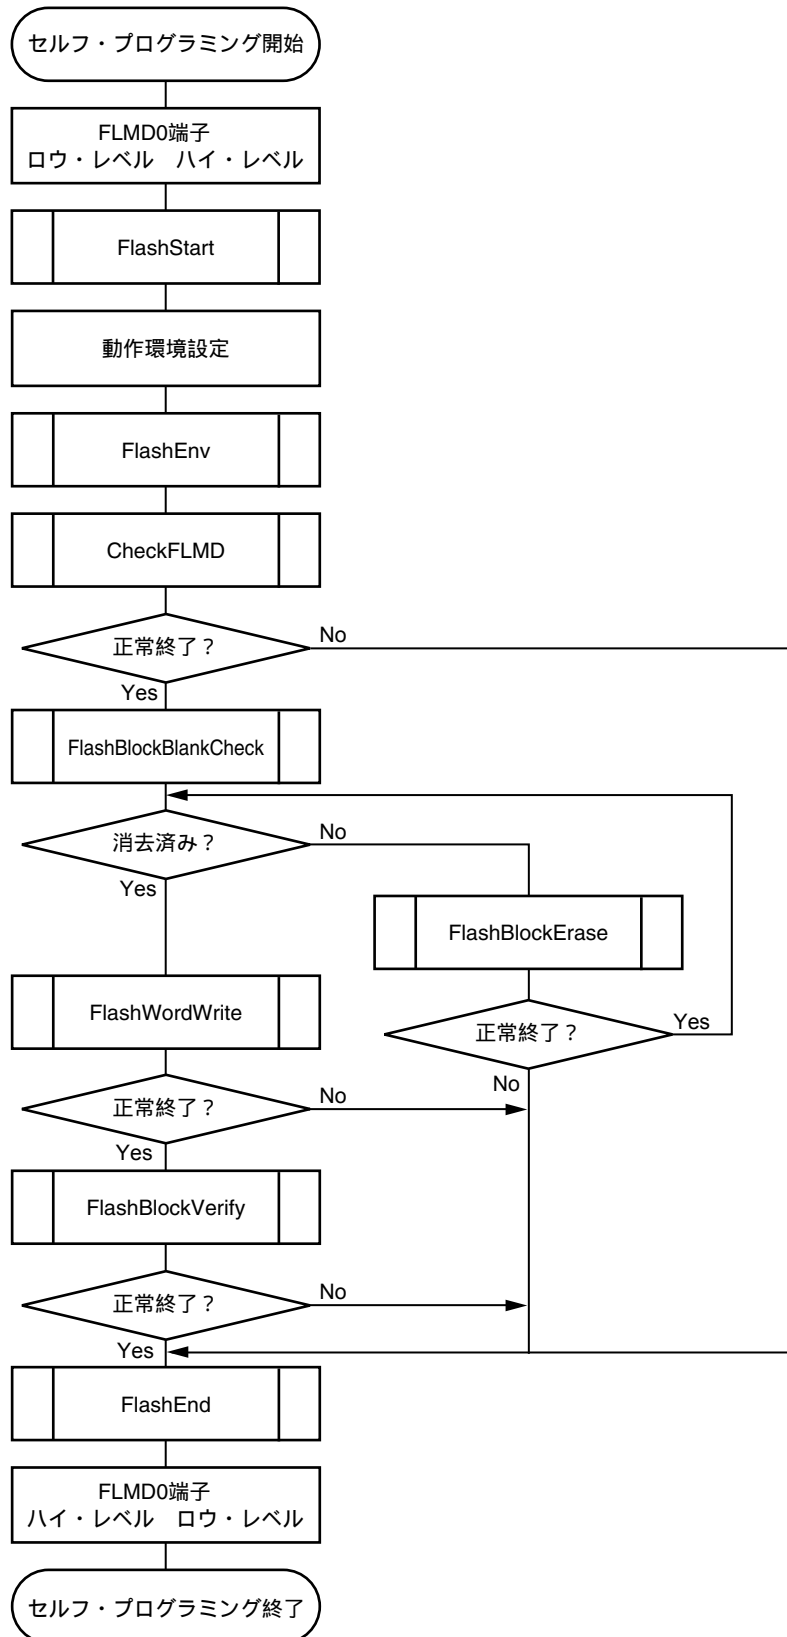 セルフ・プログラミング開始
FLMD0端子
ロウ・レベル　ハイ・レベル
FlashStart
動作環境設定
FlashEnv
CheckFLMD
正常終了？
No
Yes
FlashBlockBlankCheck
消去済み？
No
Yes
FlashBlockErase
FlashWordWrite
正常終了？
Yes
No
正常終了？
No
Yes
FlashBlockVerify
正常終了？
No
Yes
FlashEnd
FLMD0端子
ハイ・レベル　ロウ・レベル
セルフ・プログラミング終了